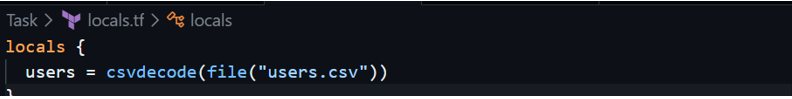 Task > locals.tf > locals
locals {
  users = csvdecode(file("users.csv"))
}